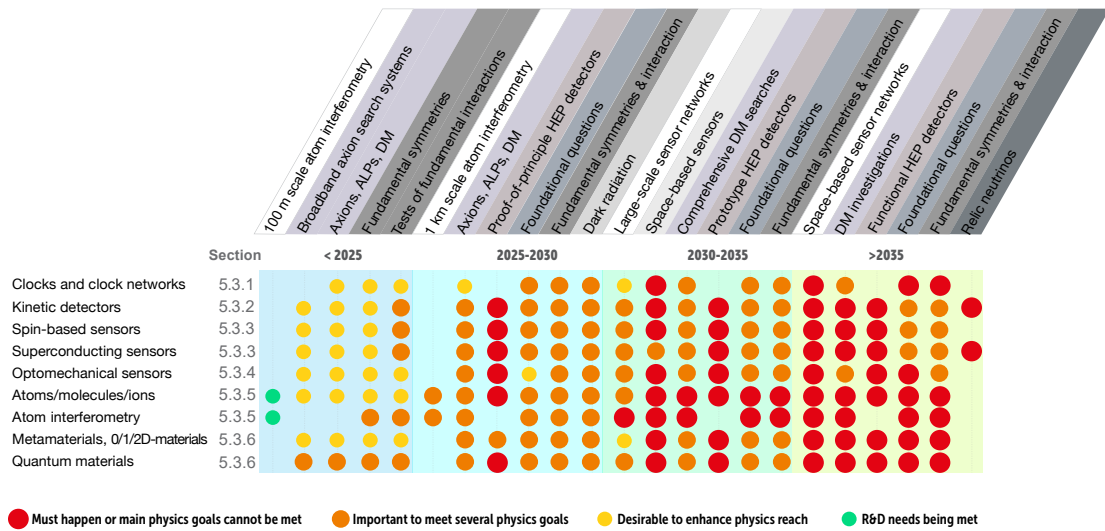 100 m scale atom interferometry
Broadband axion search systems
Axions, ALPs, DM
Fundamental symmetries
Tests of fundamental interactions
1 km scale atom interferometry
Axions, ALPs, DM
Proof-of-principle HEP detectors
Foundational questions
Fundamental symmetries & interaction
Dark radiation
Large-scale sensor networks
Space-based sensors
Comprehensive DM searches
Prototype HEP detectors
Foundational questions
Fundamental symmetries & interaction
Space-based sensor networks
DM investigations
Functional HEP detectors
Foundational questions
Fundamental symmetries & interaction
Relic neutrinos
Section < 2025 2025-2030 2030-2035 >2035
Clocks and clock networks 5.3.1
Kinetic detectors 5.3.2
Spin-based sensors 5.3.3
Superconducting sensors 5.3.3
Optomechanical sensors 5.3.4
Atoms/molecules/ions 5.3.5
Atom interferometry 5.3.5
Metamaterials, 0/1/2D-materials 5.3.6
Quantum materials 5.3.6
Must happen or main physics goals cannot be met Important to meet several physics goals Desirable to enhance physics reach R&D needs being met